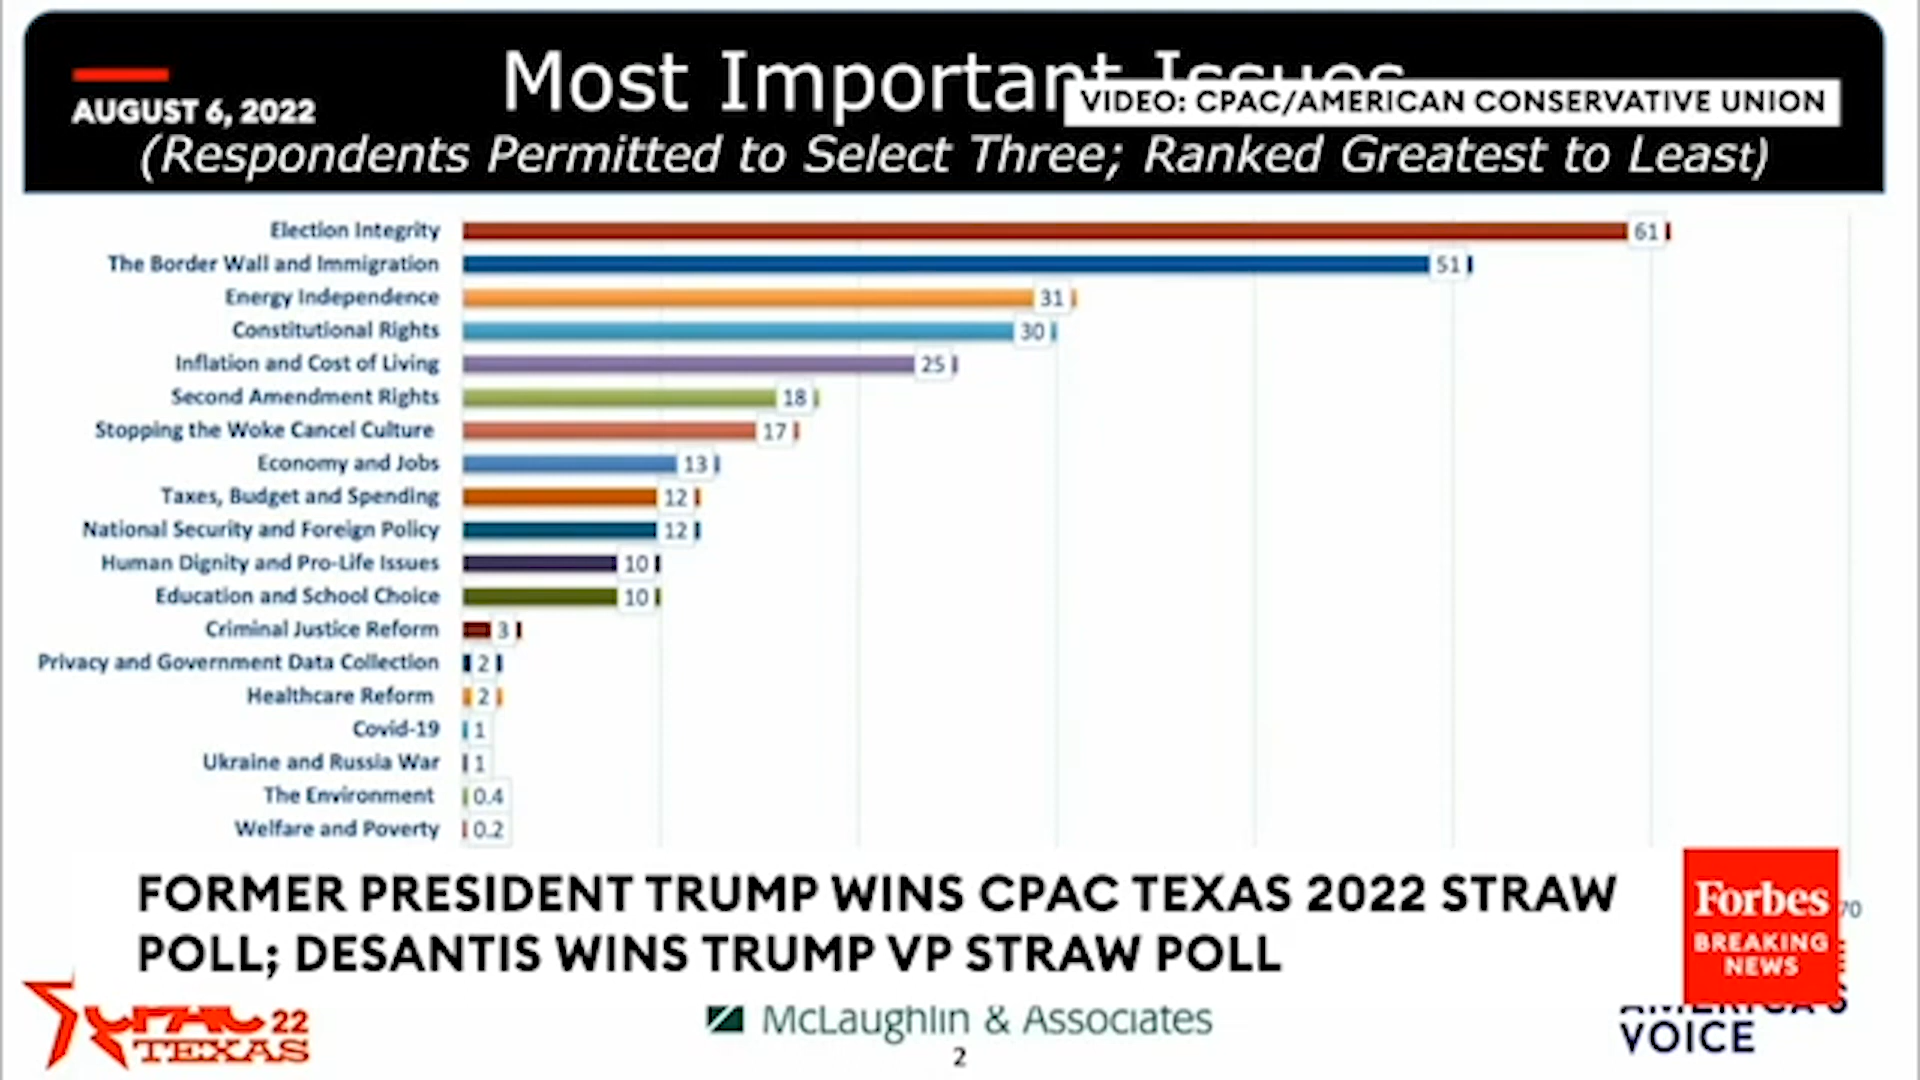 Most Important Issues
AUGUST 6, 2022
VIDEO: CPAC/AMERICAN CONSERVATIVE UNION
(Respondents Permitted to Select Three; Ranked Greatest to Least)
Election Integrity 61
The Border Wall and Immigration 51
Energy Independence 31
Constitutional Rights 30
Inflation and Cost of Living 25
Second Amendment Rights 18
Stopping the Woke Cancel Culture 17
Economy and Jobs 13
Taxes, Budget and Spending 12
National Security and Foreign Policy 12
Human Dignity and Pro-Life Issues 10
Education and School Choice 10
Criminal Justice Reform 3
Privacy and Government Data Collection 2
Healthcare Reform 2
Covid-19 1
Ukraine and Russia War 1
The Environment 0.4
Welfare and Poverty 0.2
70
FORMER PRESIDENT TRUMP WINS CPAC TEXAS 2022 STRAW
POLL; DESANTIS WINS TRUMP VP STRAW POLL
Forbes
BREAKING
NEWS
CPAC 22
TEXAS
McLaughlin & Associates
2
AMERICA'S
VOICE